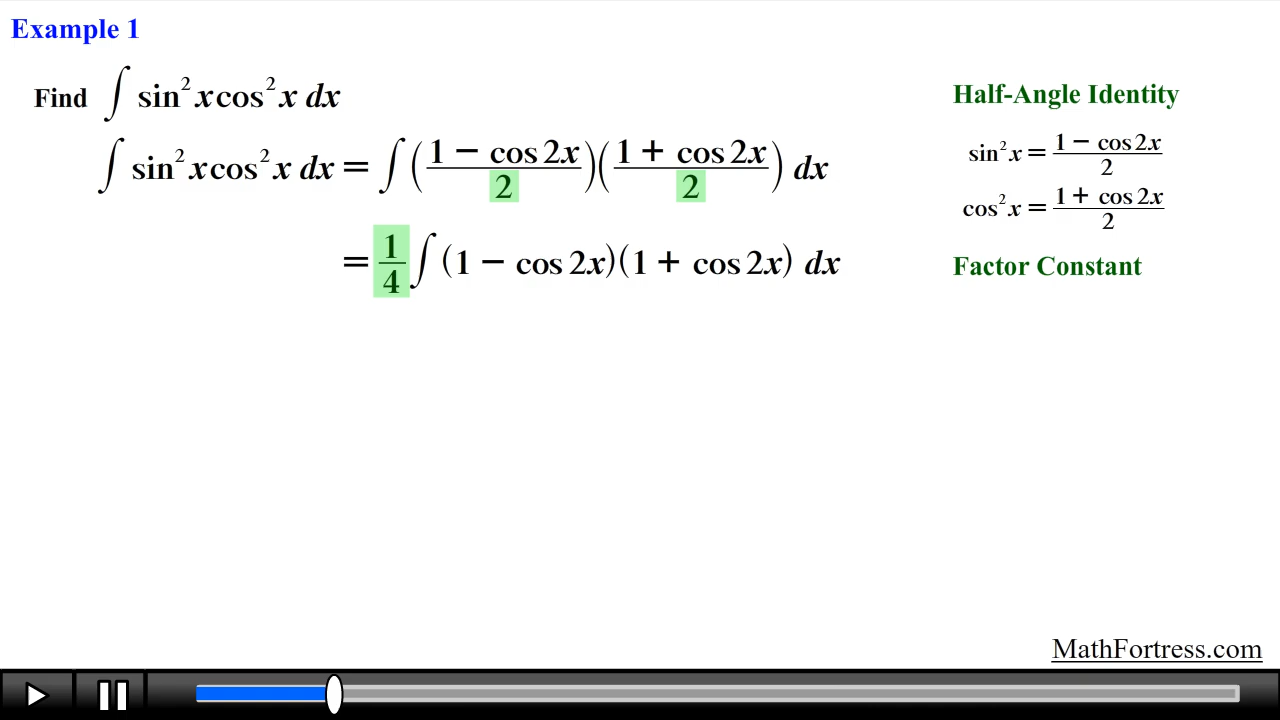 Example 1
Find ∫ sin²x cos²x dx
∫ sin²x cos²x dx = ∫ ((1 − cos 2x)/2)((1 + cos 2x)/2) dx
= 1/4 ∫ (1 − cos 2x)(1 + cos 2x) dx
Half-Angle Identity
sin²x = (1 − cos 2x)/2
cos²x = (1 + cos 2x)/2
Factor Constant
MathFortress.com